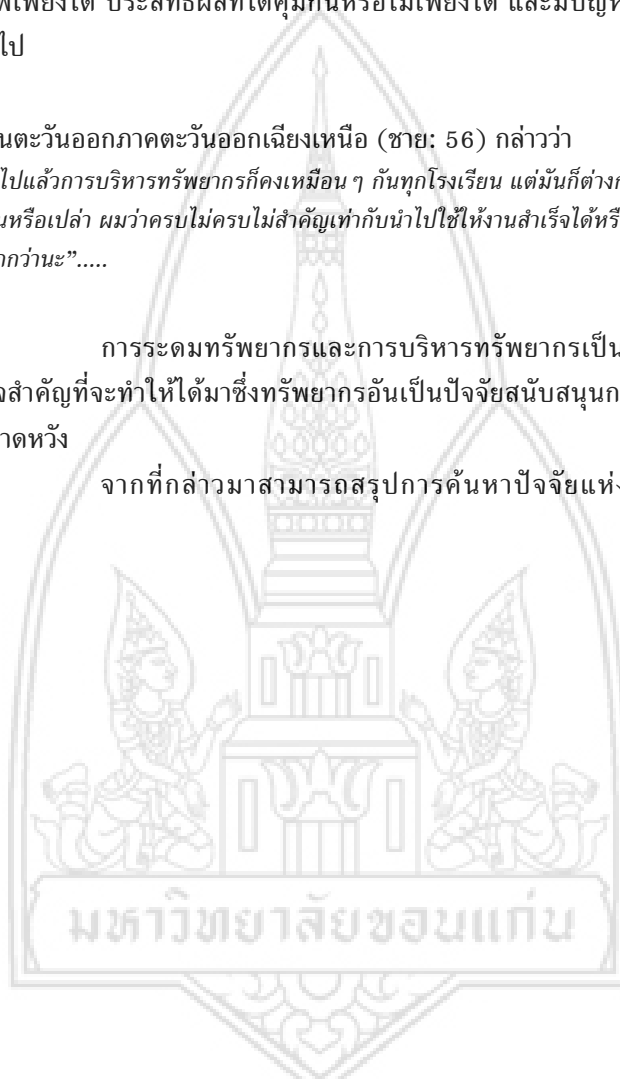 เพียงใด ประสิทธิผลที่ได้คุ้มกันหรือไม่เพียงใด และมีปัญห
ไป
นตะวันออกภาคตะวันออกเฉียงเหนือ (ชาย: 56) กล่าวว่า
ไปแล้วการบริหารทรัพยากรก็คงเหมือน ๆ กันทุกโรงเรียน แต่มันก็ต่างก
นหรือเปล่า ผมว่าครบไม่ครบไม่สำคัญเท่ากับนำไปใช้ให้งานสำเร็จได้หรื
ากกว่านะ”.....
การระดมทรัพยากรและการบริหารทรัพยากรเป็น
จสำคัญที่จะทำให้ได้มาซึ่งทรัพยากรอันเป็นปัจจัยสนับสนุนก
าดหวัง
จากที่กล่าวมาสามารถสรุปการค้นหาปัจจัยแห่ง
มหาวิทยาลัยขอนแก่น